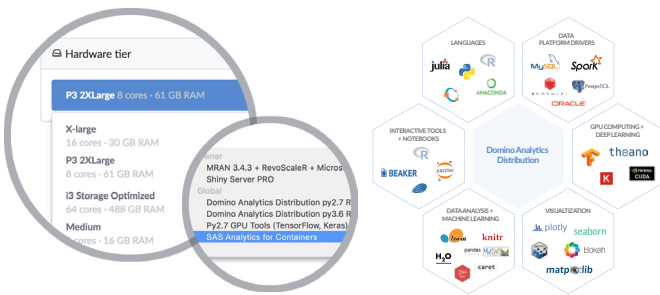 Hardware tier
P3 2XLarge 8 cores · 61 GB RAM
X-large
16 cores · 30 GB RAM
P3 2XLarge
8 cores · 61 GB RAM
i3 Storage Optimized
64 cores · 488 GB RAM
Medium
cores · 16 GB RAM
MRAN 3.4.3 + RevoScaleR + Micros
Shiny Server PRO
Global
Domino Analytics Distribution py2.7 R
Domino Analytics Distribution py3.6 R
Py2.7 GPU Tools (TensorFlow, Keras)
SAS Analytics for Containers
LANGUAGES
julia
R
ANACONDA
DATA
PLATFORM DRIVERS
MySQL
Spark
PostgreSQL
ORACLE
INTERACTIVE TOOLS
+ NOTEBOOKS
R
BEAKER
jupyter
Domino Analytics
Distribution
GPU COMPUTING +
DEEP LEARNING
theano
K
NVIDIA
CUDA
DATA ANALYSIS +
MACHINE LEARNING
learn
knitr
H2O
pandas
caret
VISUALIZATION
plotly
seaborn
Bokeh
matplotlib